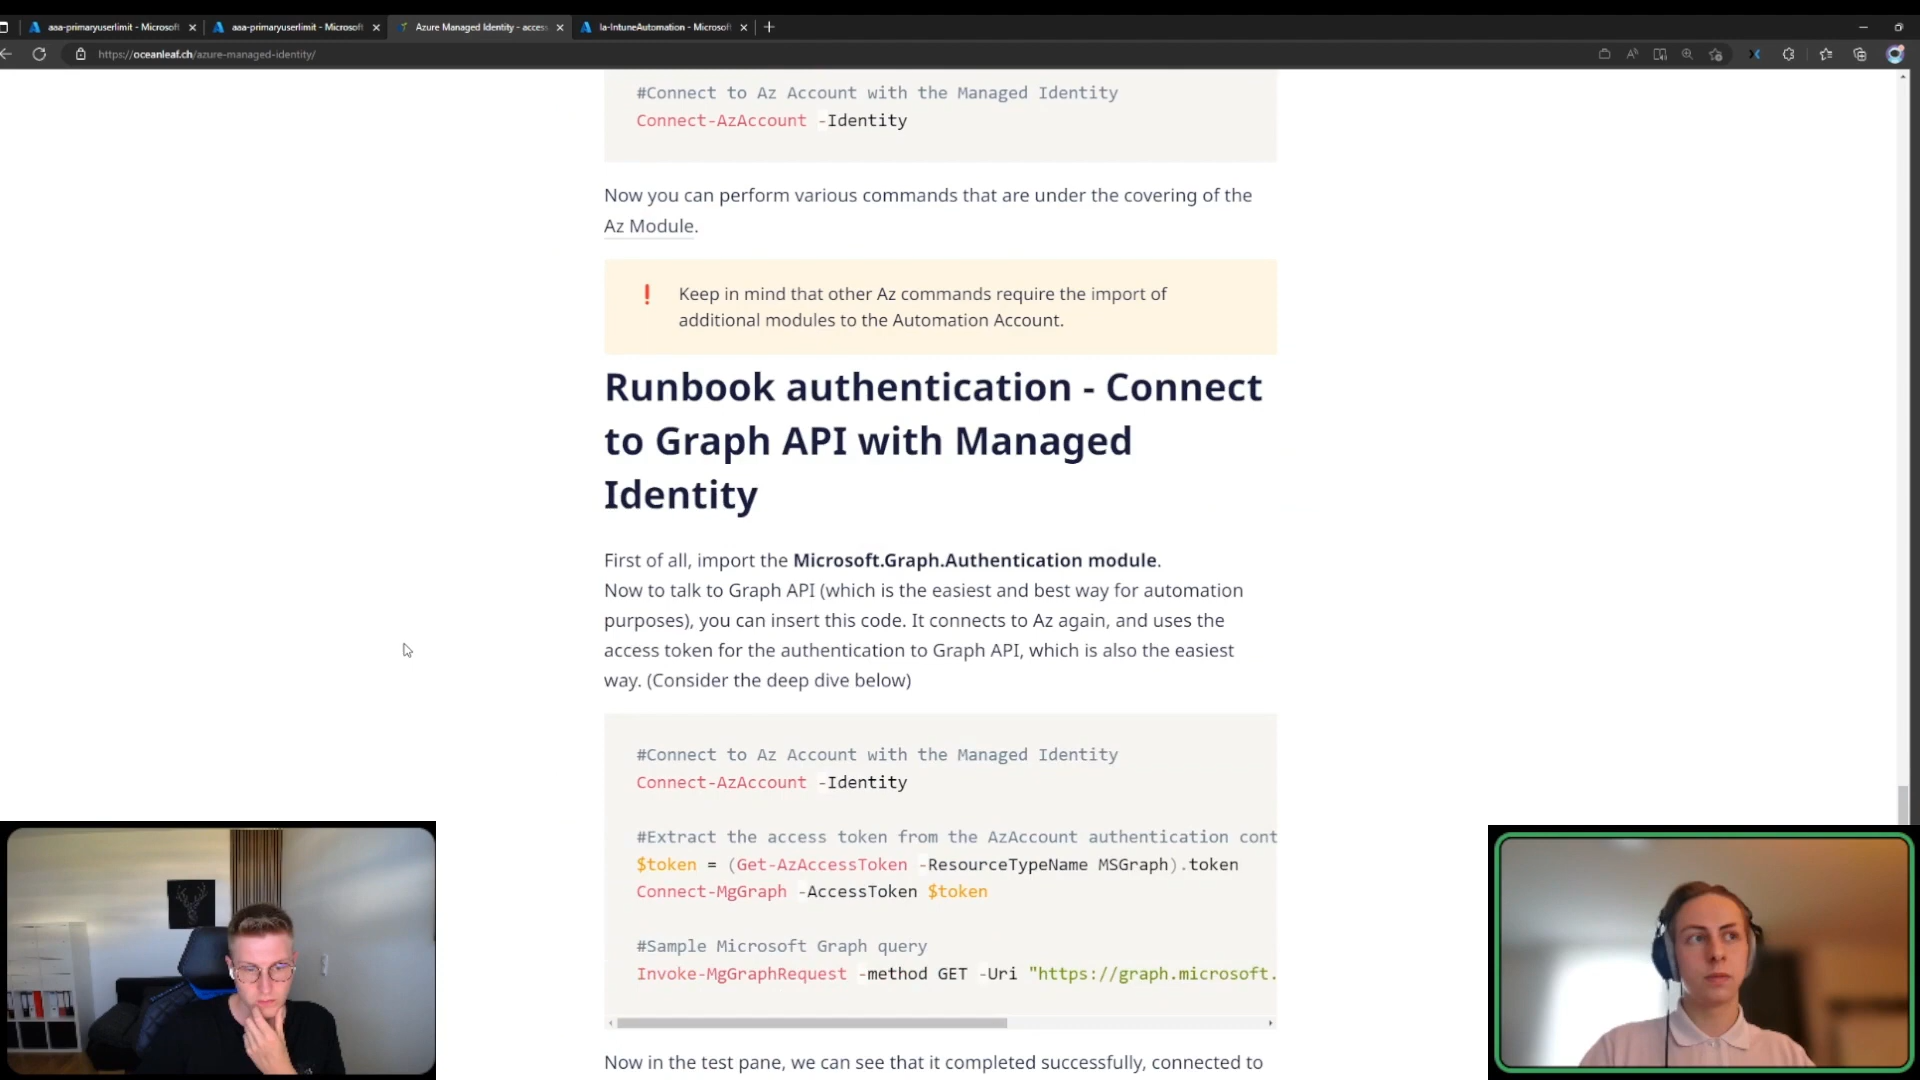 aaa-primaryuserlimit - Microsoft
aaa-primaryuserlimit - Microsoft
Azure Managed Identity - access
la-IntuneAutomation - Microsoft
https://oceanleaf.ch/azure-managed-identity/
#Connect to Az Account with the Managed Identity
Connect-AzAccount -Identity
Now you can perform various commands that are under the covering of the
Az Module.
Keep in mind that other Az commands require the import of
additional modules to the Automation Account.
Runbook authentication - Connect
to Graph API with Managed
Identity
First of all, import the Microsoft.Graph.Authentication module.
Now to talk to Graph API (which is the easiest and best way for automation
purposes), you can insert this code. It connects to Az again, and uses the
access token for the authentication to Graph API, which is also the easiest
way. (Consider the deep dive below)
#Connect to Az Account with the Managed Identity
Connect-AzAccount -Identity
#Extract the access token from the AzAccount authentication cont
$token = (Get-AzAccessToken -ResourceTypeName MSGraph).token
Connect-MgGraph -AccessToken $token
#Sample Microsoft Graph query
Invoke-MgGraphRequest -method GET -Uri "https://graph.microsoft.
Now in the test pane, we can see that it completed successfully, connected to